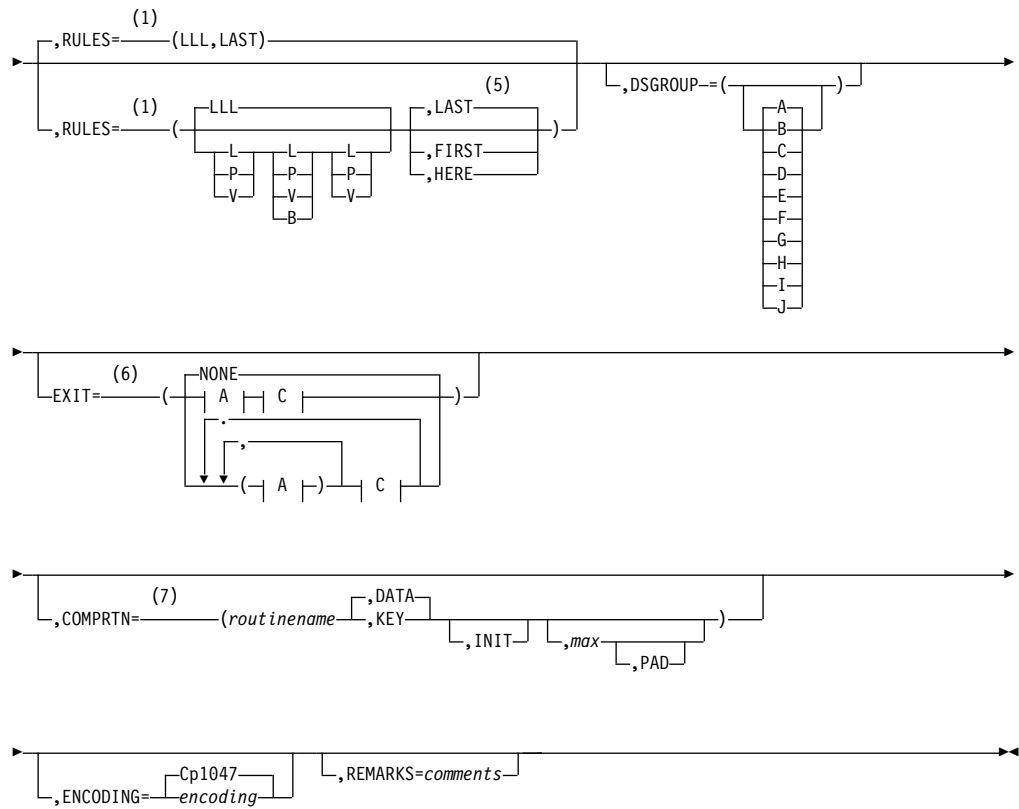 (1)
,RULES= (LLL,LAST)
(1) (5)
,RULES= ( LLL ,LAST ) ,DSGROUP =( A )
L L L ,FIRST B
P P P ,HERE C
V V V D
B E
F
G
H
I
J
(6)
EXIT= ( NONE )
A C
.
,
( A ) C
(7)
,COMPRTN= (routinename ,DATA )
,KEY ,INIT ,max
,PAD
,ENCODING= Cp1047 ,REMARKS=comments
encoding